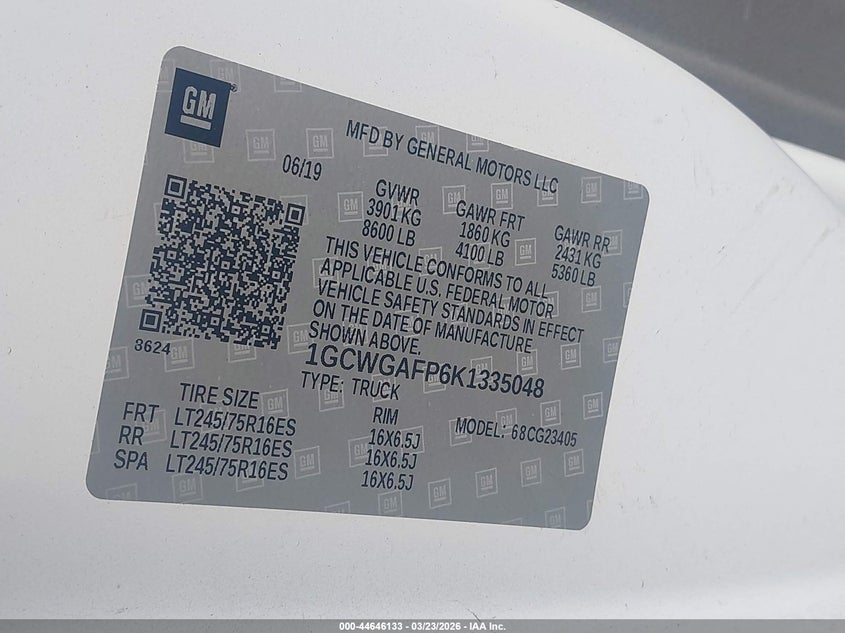 GM
MFD BY GENERAL MOTORS LLC
06/19
GVWR GAWR FRT GAWR RR
3901 KG 1860 KG 2431 KG
8600 LB 4100 LB 5360 LB
THIS VEHICLE CONFORMS TO ALL
APPLICABLE U.S. FEDERAL MOTOR
VEHICLE SAFETY STANDARDS IN EFFECT
ON THE DATE OF MANUFACTURE
SHOWN ABOVE.
8624
1GCWGAFP6K1335048
TYPE: TRUCK
TIRE SIZE RIM MODEL: 68CG23405
FRT LT245/75R16ES 16X6.5J
RR LT245/75R16ES 16X6.5J
SPA LT245/75R16ES 16X6.5J
000-44646133 - 03/23/2026 - IAA Inc.